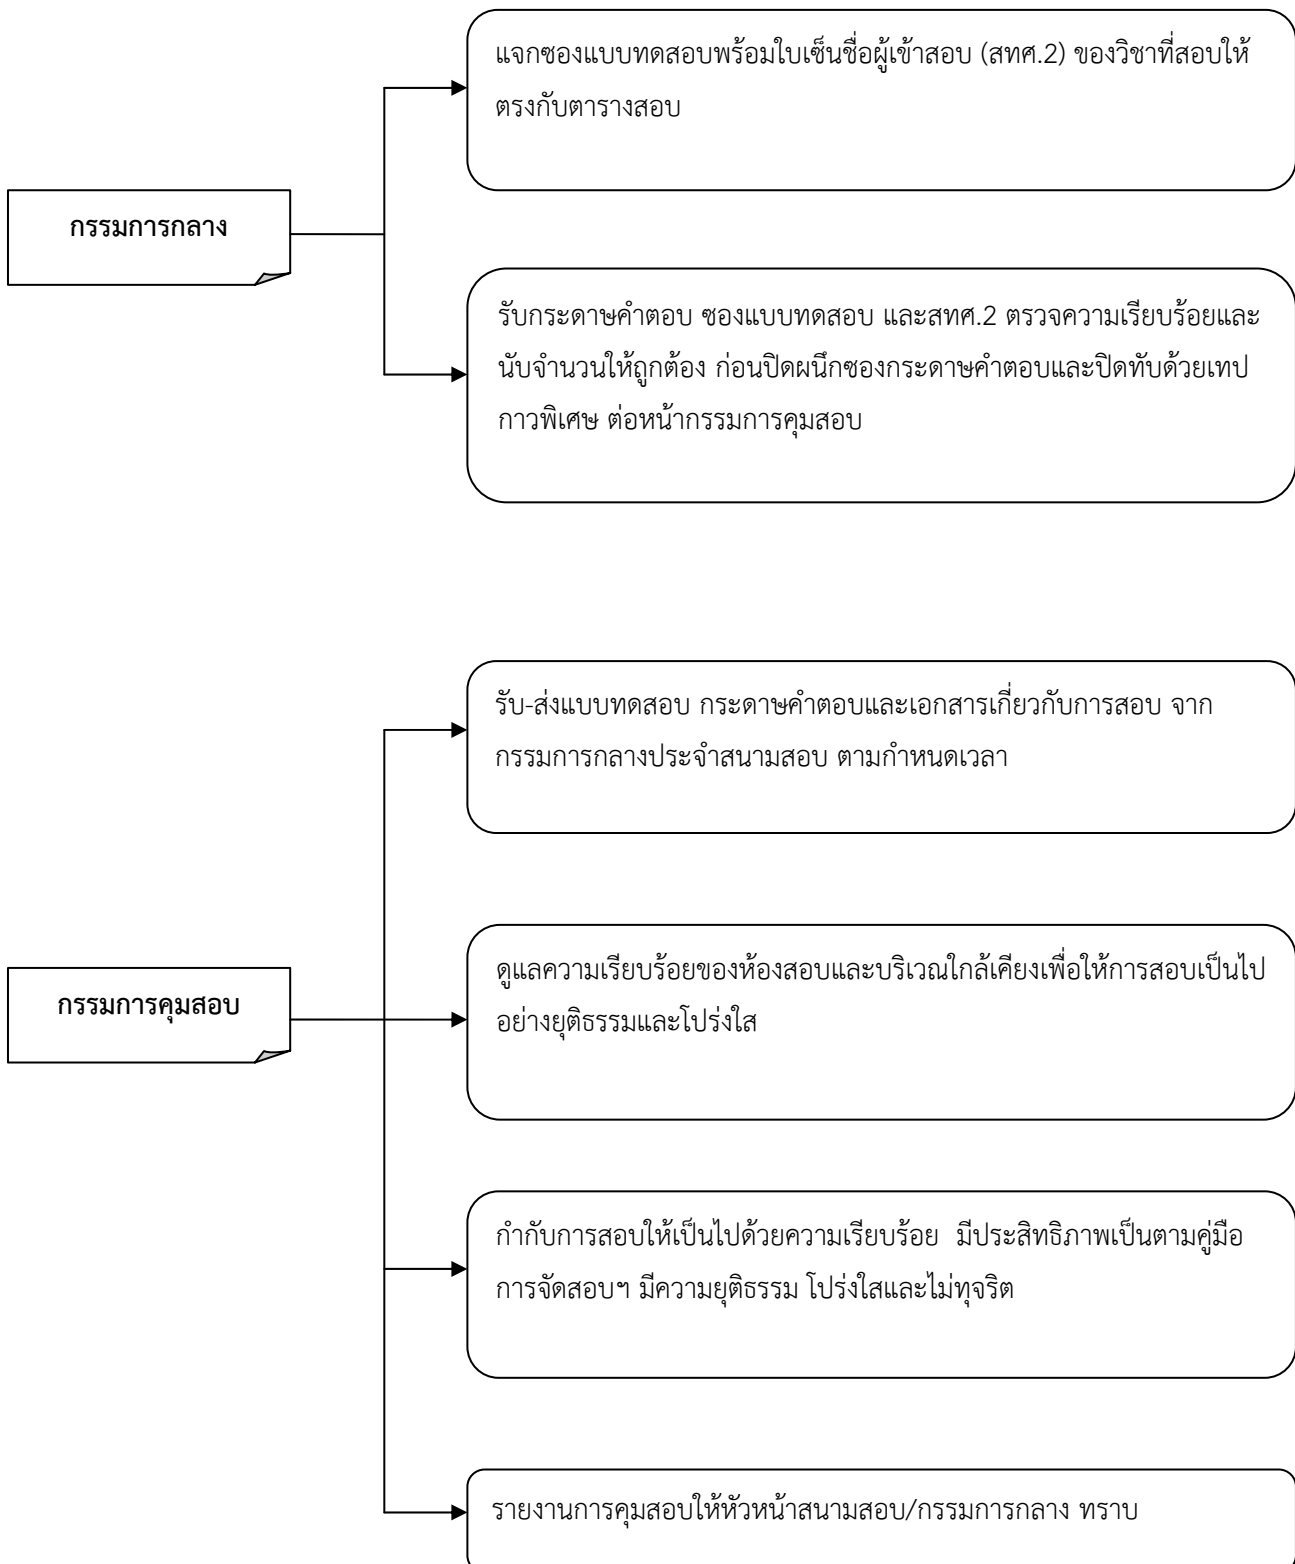 แจกซองแบบทดสอบพร้อมใบเซ็นชื่อผู้เข้าสอบ (สทศ.2) ของวิชาที่สอบให้
ตรงกับตารางสอบ
กรรมการกลาง
รับกระดาษคำตอบ ซองแบบทดสอบ และสทศ.2 ตรวจความเรียบร้อยและ
นับจำนวนให้ถูกต้อง ก่อนปิดผนึกซองกระดาษคำตอบและปิดทับด้วยเทป
กาวพิเศษ ต่อหน้ากรรมการคุมสอบ
รับ-ส่งแบบทดสอบ กระดาษคำตอบและเอกสารเกี่ยวกับการสอบ จาก
กรรมการกลางประจำสนามสอบ ตามกำหนดเวลา
กรรมการคุมสอบ
ดูแลความเรียบร้อยของห้องสอบและบริเวณใกล้เคียงเพื่อให้การสอบเป็นไป
อย่างยุติธรรมและโปร่งใส
กำกับการสอบให้เป็นไปด้วยความเรียบร้อย มีประสิทธิภาพเป็นตามคู่มือ
การจัดสอบฯ มีความยุติธรรม โปร่งใสและไม่ทุจริต
รายงานการคุมสอบให้หัวหน้าสนามสอบ/กรรมการกลาง ทราบ